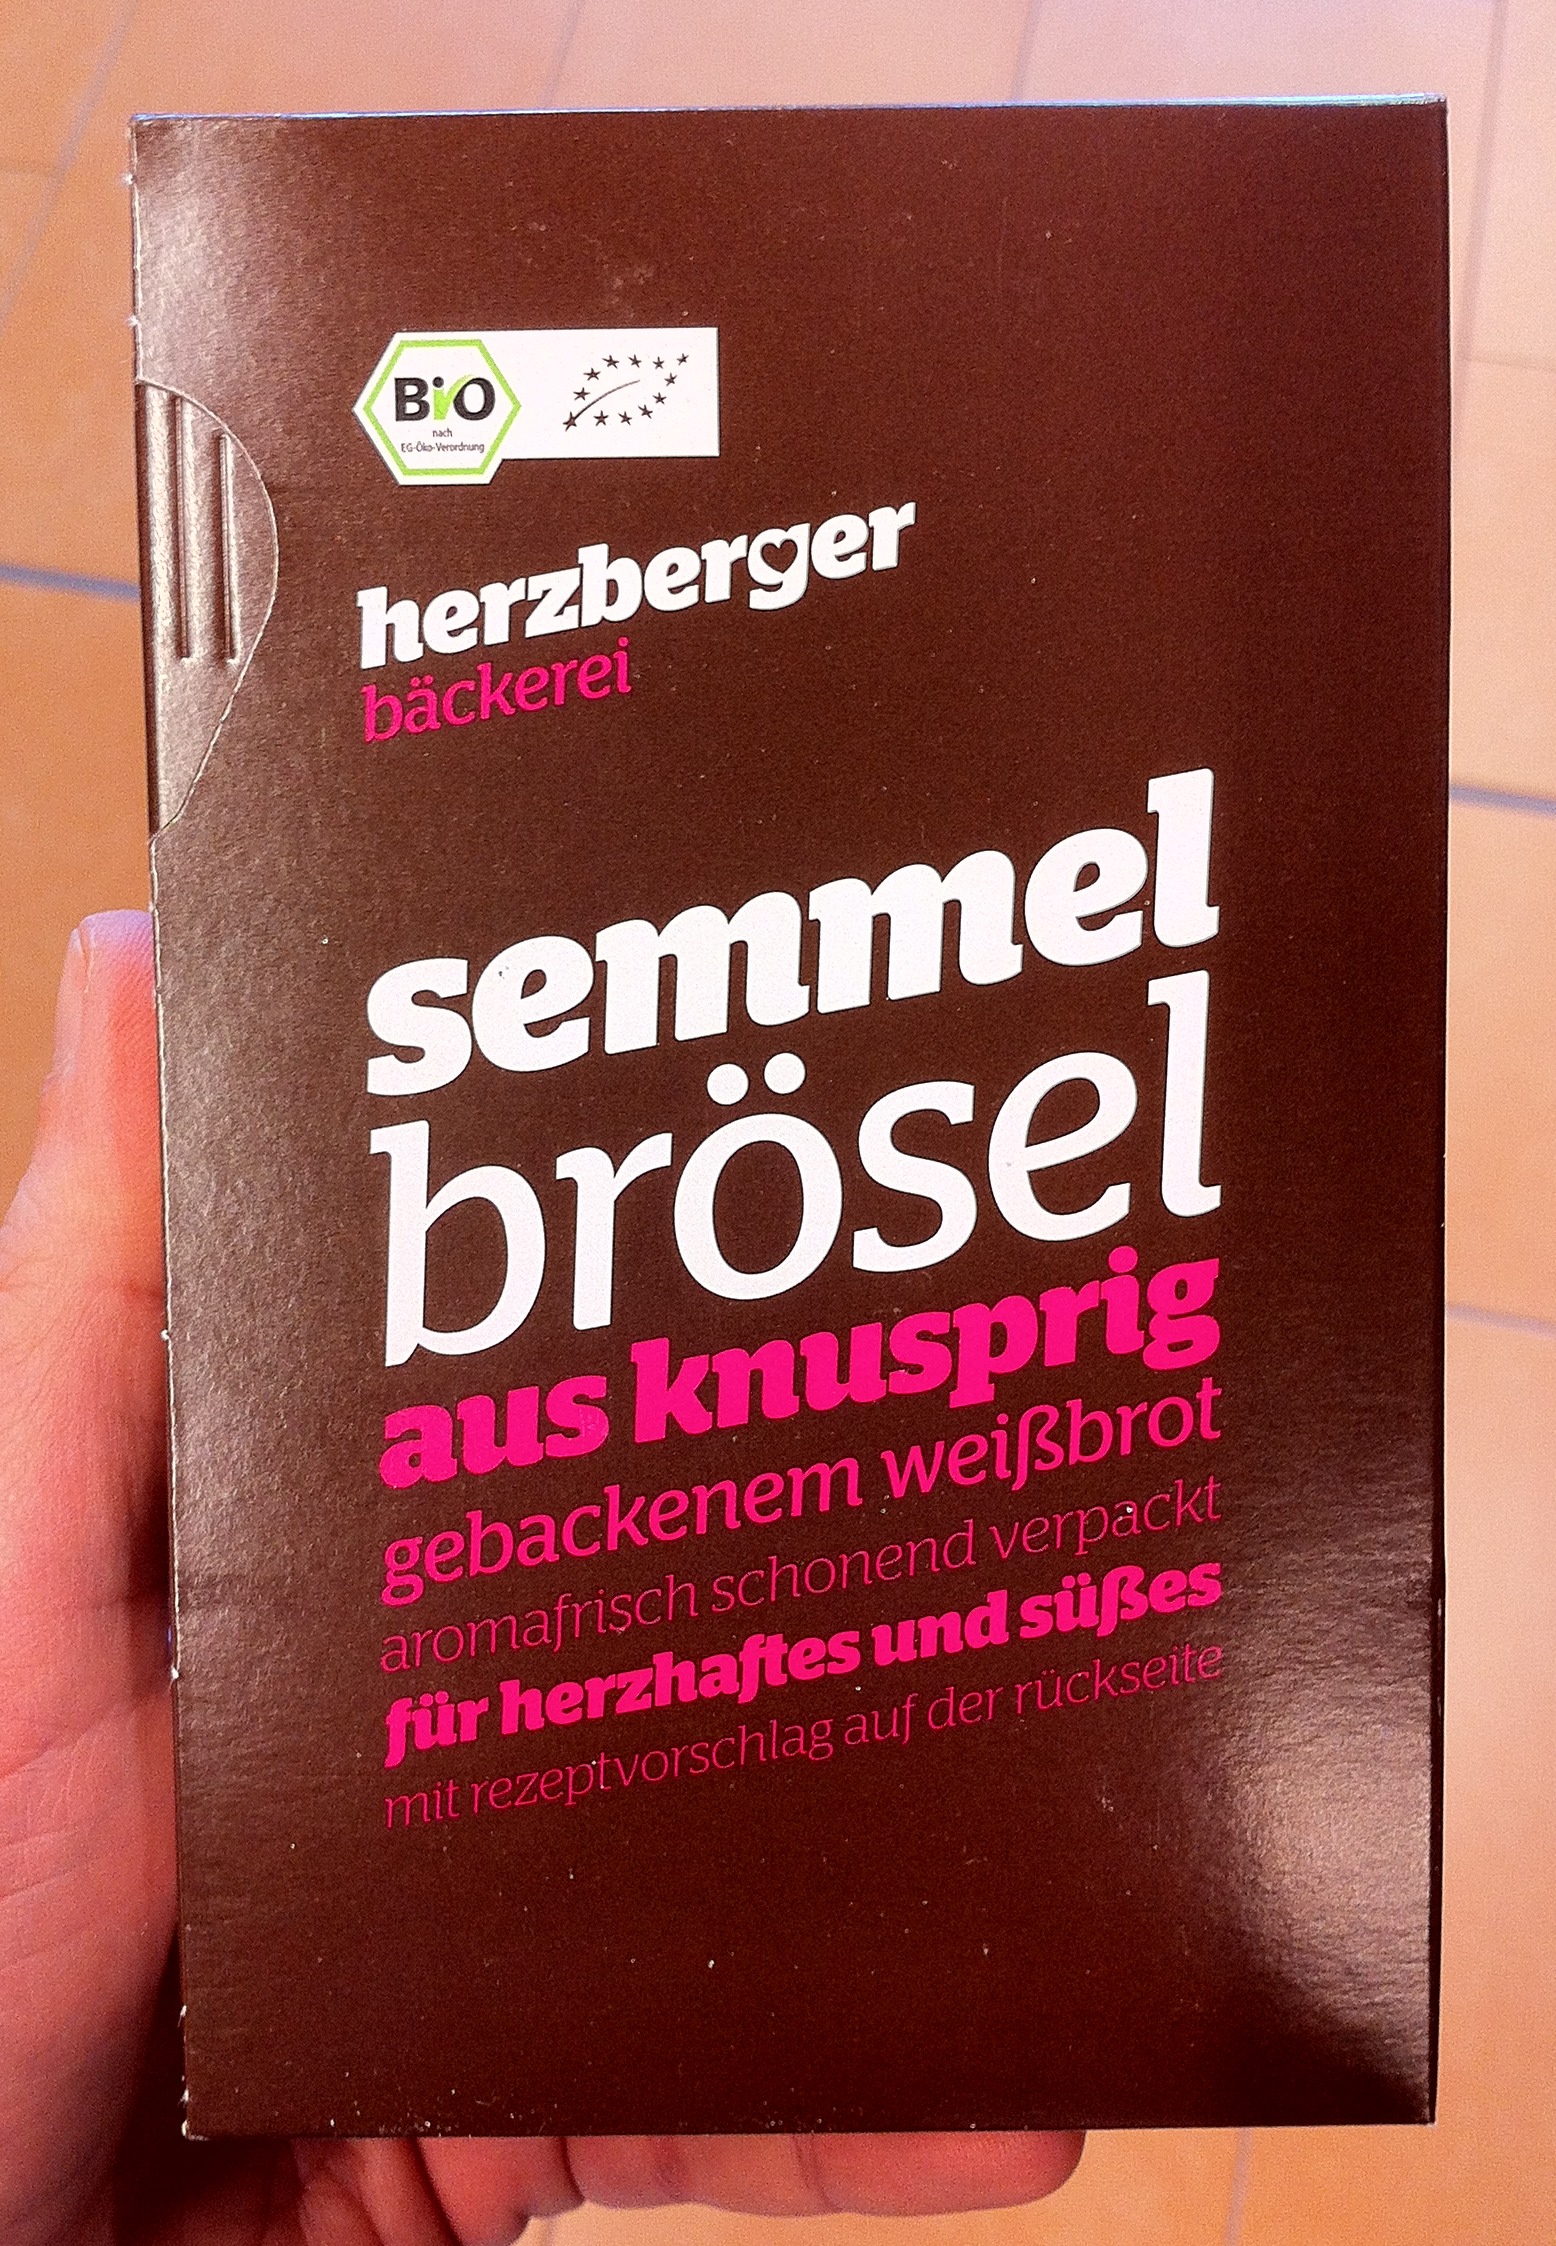 BiO
nach
EG-Öko-Verordnung
herzberger
bäckerei
semmel
brösel
aus knusprig
gebackenem weißbrot
aromafrisch schonend verpackt
für herzhaftes und süßes
mit rezeptvorschlag auf der rückseite